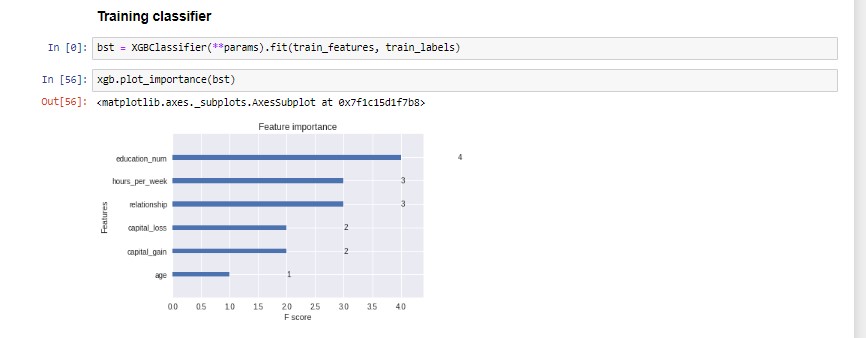 Training classifier
In [0]: bst = XGBClassifier(**params).fit(train_features, train_labels)
In [56]: xgb.plot_importance(bst)
Out[56]: <matplotlib.axes._subplots.AxesSubplot at 0x7f1c15d1f7b8>
Feature importance
education_num 4
hours_per_week 3
relationship 3
capital_loss 2
capital_gain 2
age 1
Features
0.0 0.5 1.0 1.5 2.0 2.5 3.0 3.5 4.0
F score